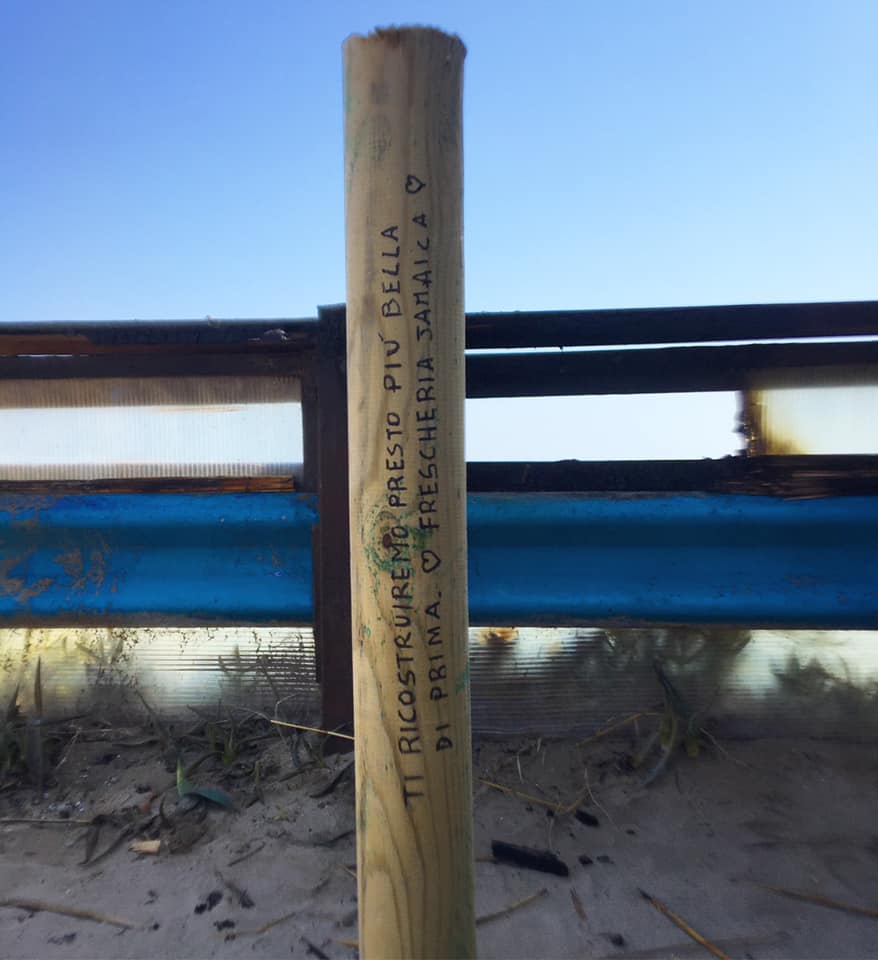 TI RICOSTRUIREMO PRESTO PIÚ BELLA
DI PRIMA. ♡ FRESCHERIA JAMAICA ♡